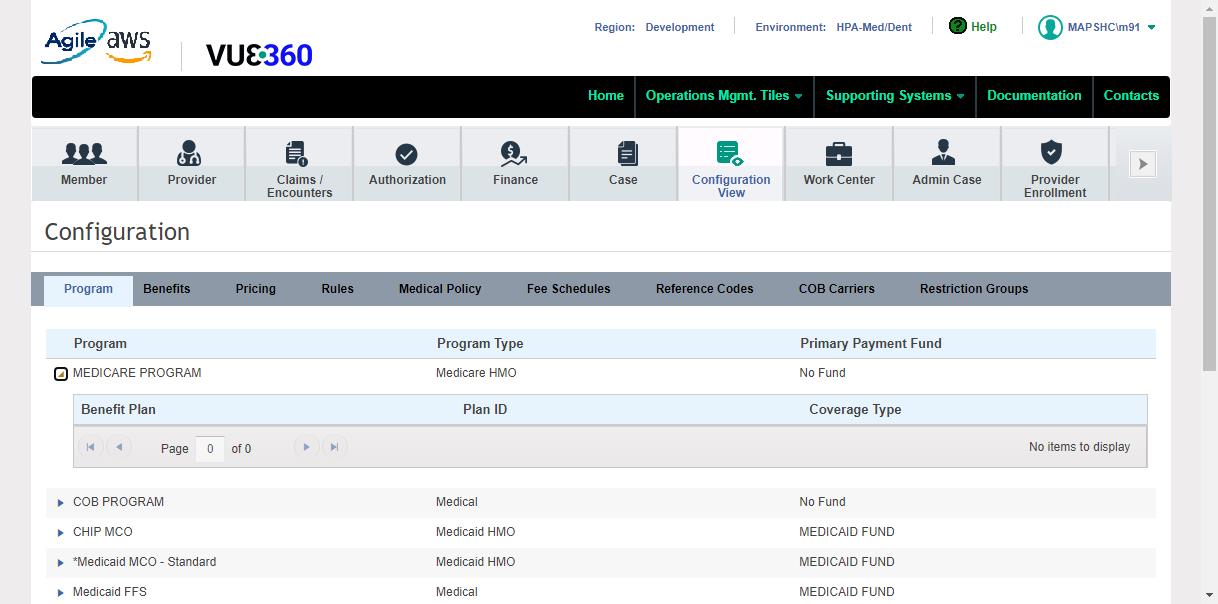 Region: Development Environment: HPA-Med/Dent ? Help MAPSHC\m91
Agile aws VU3•360
Home Operations Mgmt. Tiles Supporting Systems Documentation Contacts
Member Provider Claims / Encounters Authorization Finance Case Configuration View Work Center Admin Case Provider Enrollment
Configuration
Program Benefits Pricing Rules Medical Policy Fee Schedules Reference Codes COB Carriers Restriction Groups
Program Program Type Primary Payment Fund
MEDICARE PROGRAM Medicare HMO No Fund
Benefit Plan Plan ID Coverage Type
Page 0 of 0 No items to display
COB PROGRAM Medical No Fund
CHIP MCO Medicaid HMO MEDICAID FUND
*Medicaid MCO - Standard Medicaid HMO MEDICAID FUND
Medicaid FFS Medical MEDICAID FUND